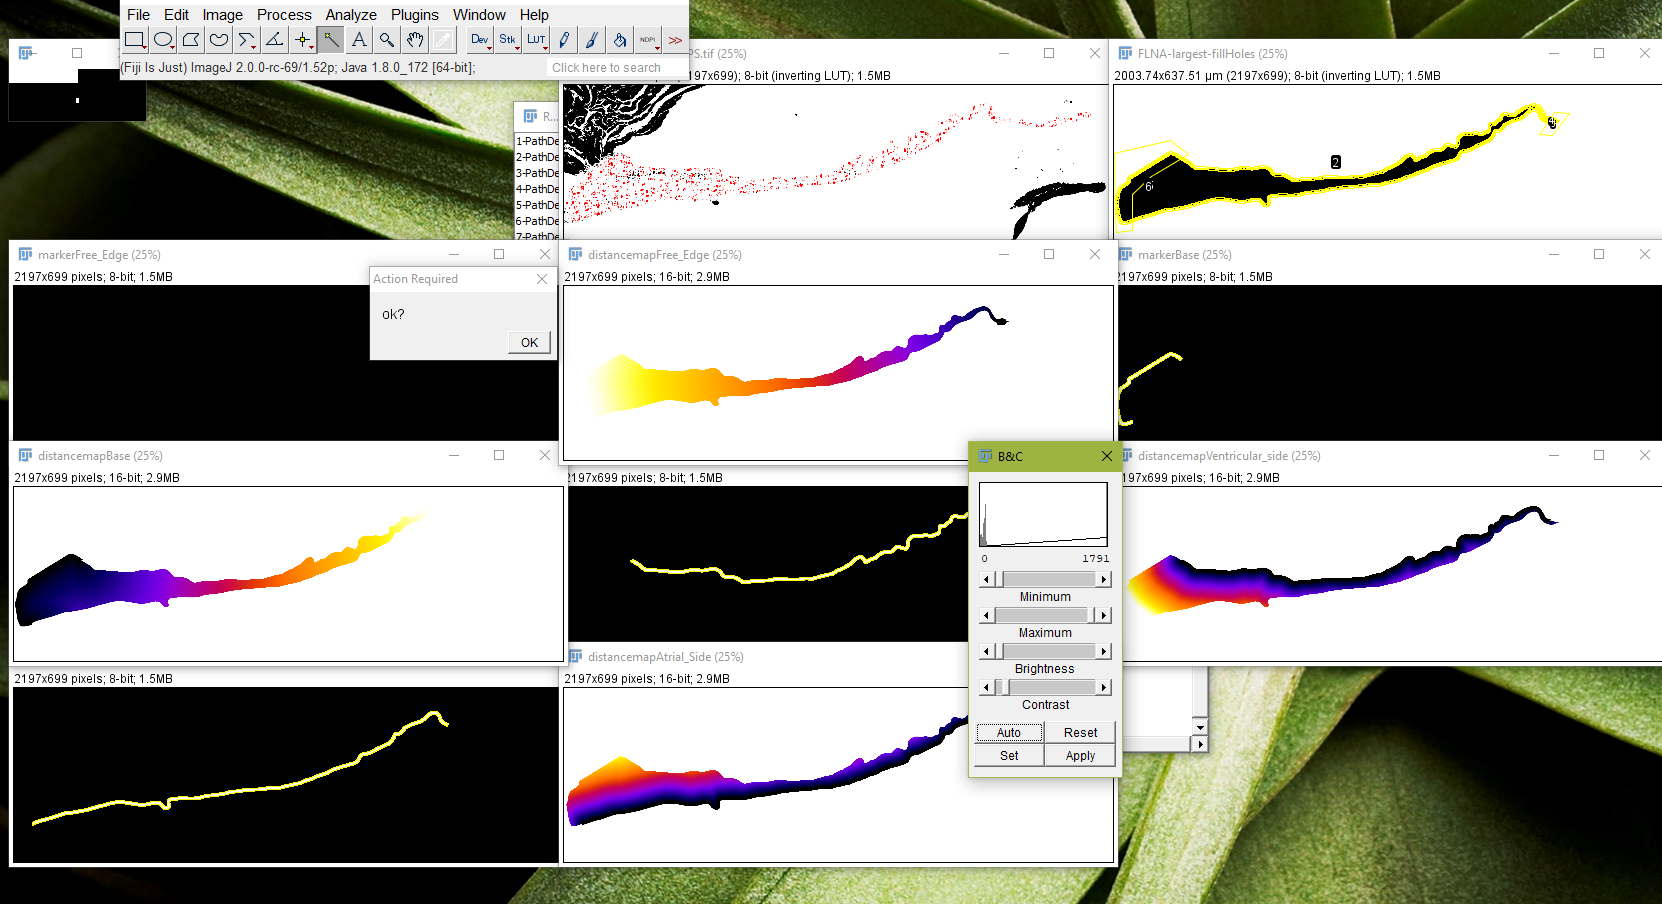 File Edit Image Process Analyze Plugins Window Help
Dev Stk LUT NDPI >>
(Fiji Is Just) ImageJ 2.0.0-rc-69/1.52p; Java 1.8.0_172 [64-bit];
Click here to search
PS.tif (25%)
(2197x699); 8-bit (inverting LUT); 1.5MB
FLNA-largest-fillHoles (25%)
2003.74x637.51 µm (2197x699); 8-bit (inverting LUT); 1.5MB
2
6
R...
1-PathDe
2-PathDe
3-PathDe
4-PathDe
5-PathDe
6-PathDe
7-PathDe
markerFree_Edge (25%)
2197x699 pixels; 8-bit; 1.5MB
Action Required
ok?
OK
distancemapFree_Edge (25%)
2197x699 pixels; 16-bit; 2.9MB
markerBase (25%)
2197x699 pixels; 8-bit; 1.5MB
distancemapBase (25%)
2197x699 pixels; 16-bit; 2.9MB
2197x699 pixels; 8-bit; 1.5MB
B&C
0 1791
Minimum
Maximum
Brightness
Contrast
Auto Reset
Set Apply
distancemapVentricular_side (25%)
2197x699 pixels; 16-bit; 2.9MB
2197x699 pixels; 8-bit; 1.5MB
distancemapAtrial_Side (25%)
2197x699 pixels; 16-bit; 2.9MB